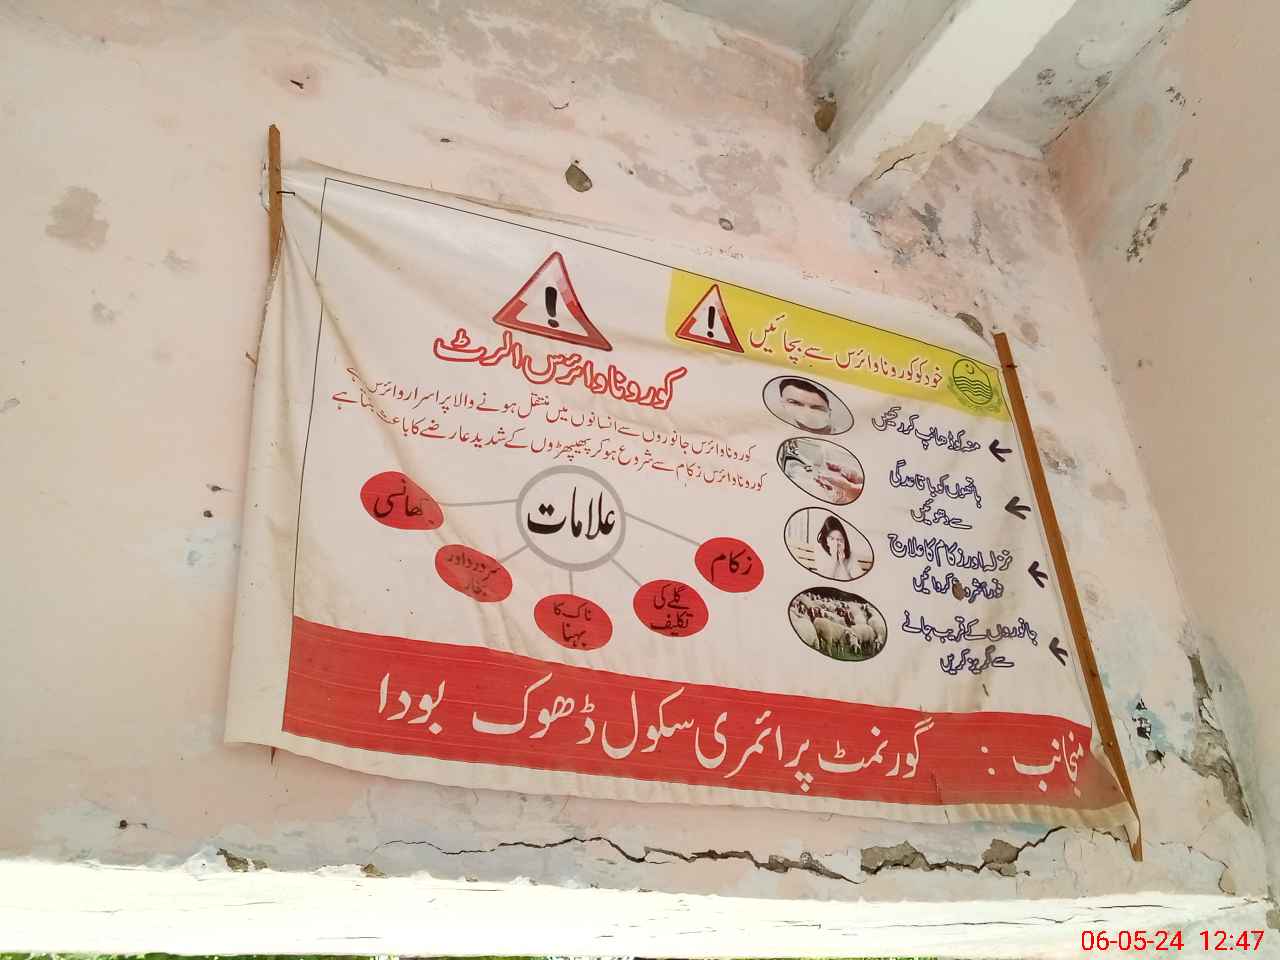 خود کو کورونا وائرس سے بچائیں
منہ کو ڈھانپ کر رکھیں
ہاتھوں کو باقاعدگی
سے دھوئیں
نزلہ اور زکام کا علاج
فوراً شروع کروائیں
جانوروں کے قریب جانے
سے گریز کریں
کورونا وائرس الرٹ
کورونا وائرس جانوروں سے انسانوں میں منتقل ہونے والا پراسرار وائرس ہے
کورونا وائرس زکام سے شروع ہو کر پھیپھڑوں کے شدید عارضے کا باعث بنتا ہے
علامات
زکام
گلے کی
تکلیف
ناک کا
بہنا
سر درد اور
بخار
کھانسی
منجانب : گورنمنٹ پرائمری سکول ڈھوک بودا
06-05-24 12:47